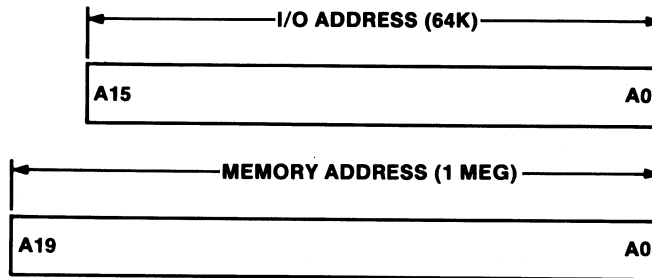 I/O ADDRESS (64K)
A15 A0
MEMORY ADDRESS (1 MEG)
A19 A0